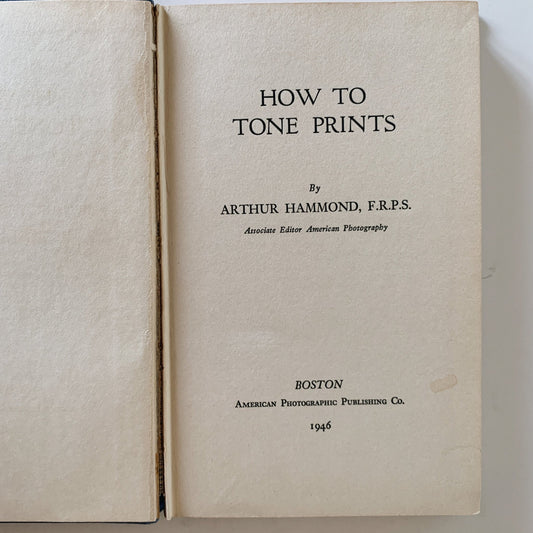 HOW TO
TONE PRINTS
By
ARTHUR HAMMOND, F.R.P.S.
Associate Editor American Photography
BOSTON
AMERICAN PHOTOGRAPHIC PUBLISHING CO.
1946